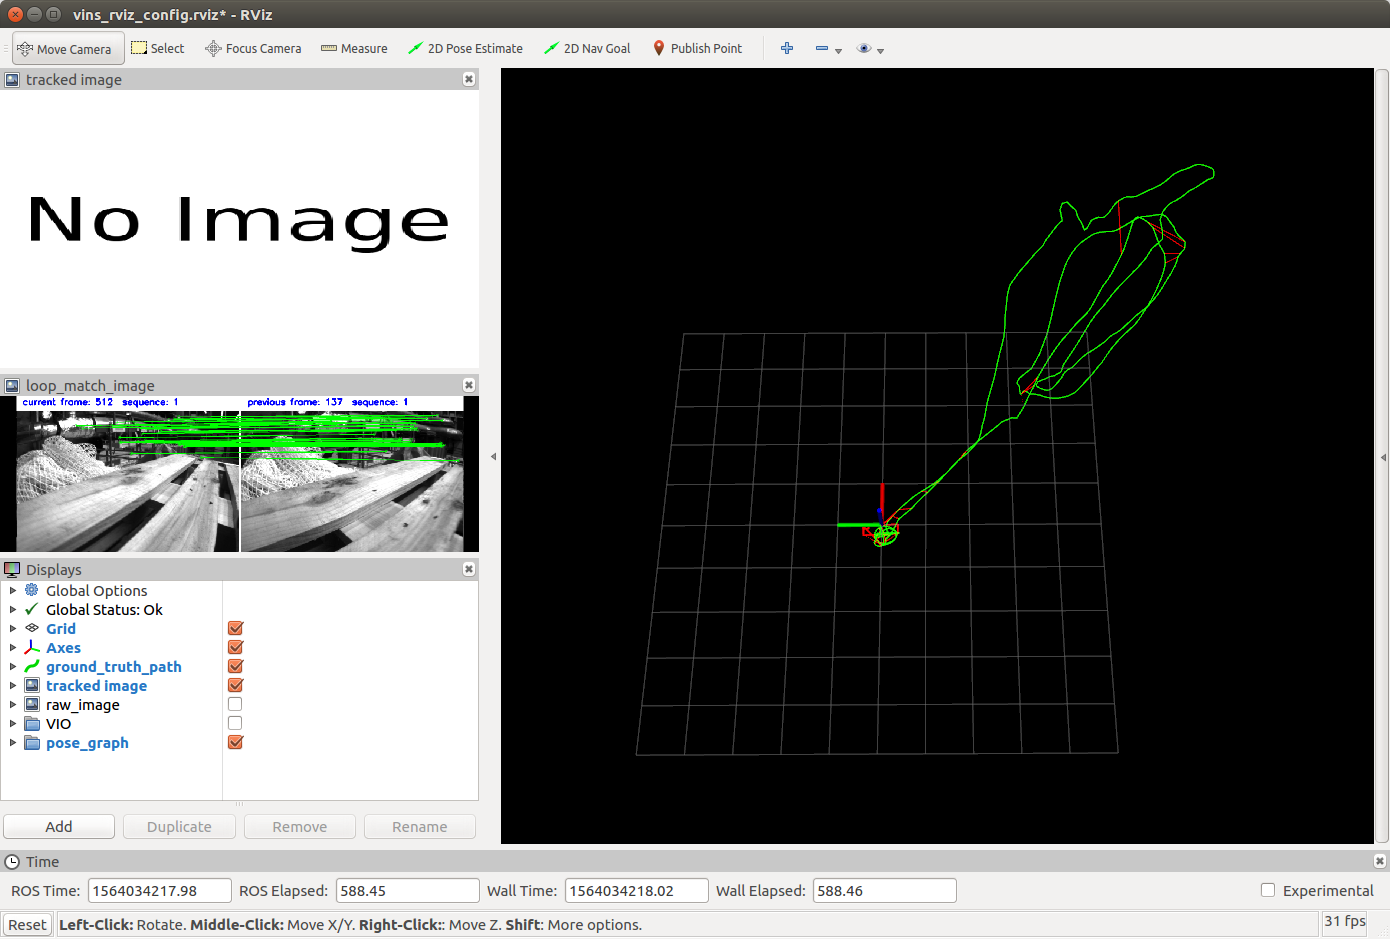 vins_rviz_config.rviz* - RViz
Move Camera Select Focus Camera Measure 2D Pose Estimate 2D Nav Goal Publish Point
tracked image
No Image
loop_match_image
current frame: 512 sequence: 1 previous frame: 137 sequence: 1
Displays
Global Options
Global Status: Ok
Grid
Axes
ground_truth_path
tracked image
raw_image
VIO
pose_graph
Add Duplicate Remove Rename
Time
ROS Time: 1564034217.98 ROS Elapsed: 588.45 Wall Time: 1564034218.02 Wall Elapsed: 588.46 Experimental
Reset Left-Click: Rotate. Middle-Click: Move X/Y. Right-Click:: Move Z. Shift: More options. 31 fps